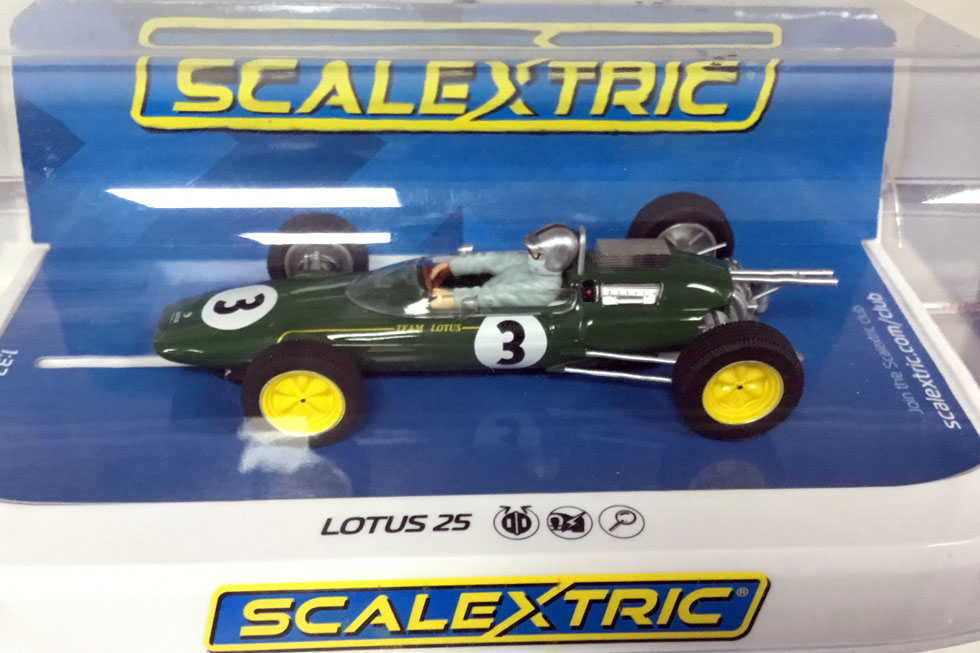 SCALEXTRIC
3
TEAM LOTUS
3
Join the Scalextric club
scalextric.com/club
LOTUS 25
SCALEXTRIC®